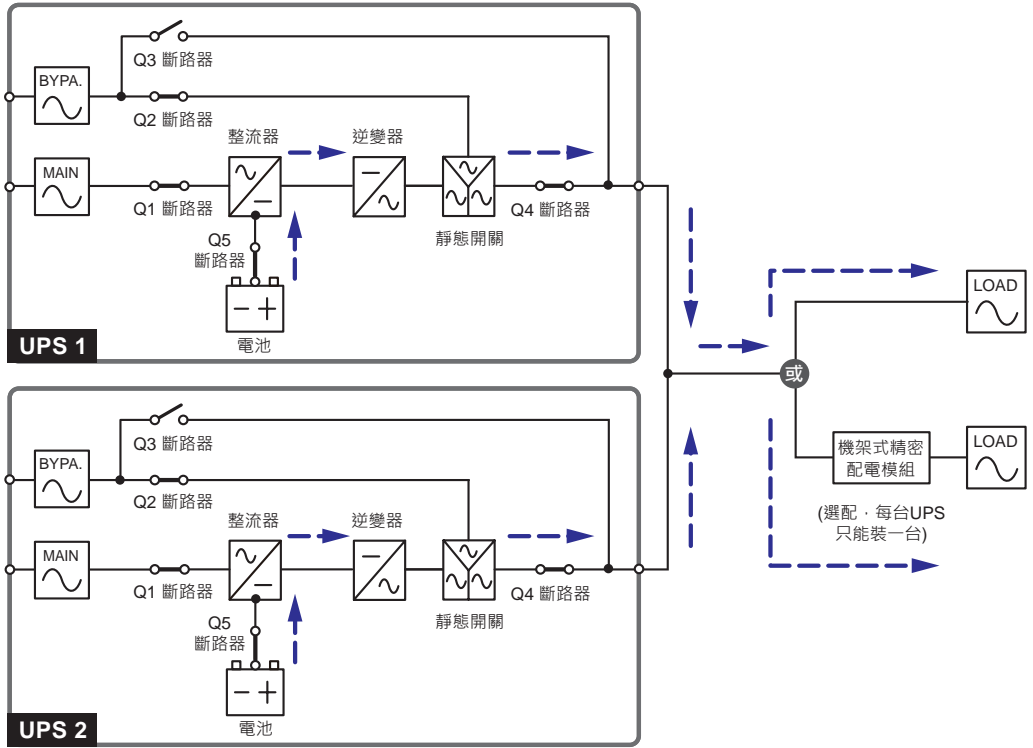 Q3 斷路器
BYPA.
Q2 斷路器
整流器
逆變器
MAIN
Q1 斷路器
Q4 斷路器
靜態開關
Q5
斷路器
電池
UPS 1
LOAD
或
機架式精密
配電模組
LOAD
(選配，每台UPS
只能裝一台)
Q3 斷路器
BYPA.
Q2 斷路器
整流器
逆變器
MAIN
Q1 斷路器
Q4 斷路器
靜態開關
Q5
斷路器
電池
UPS 2